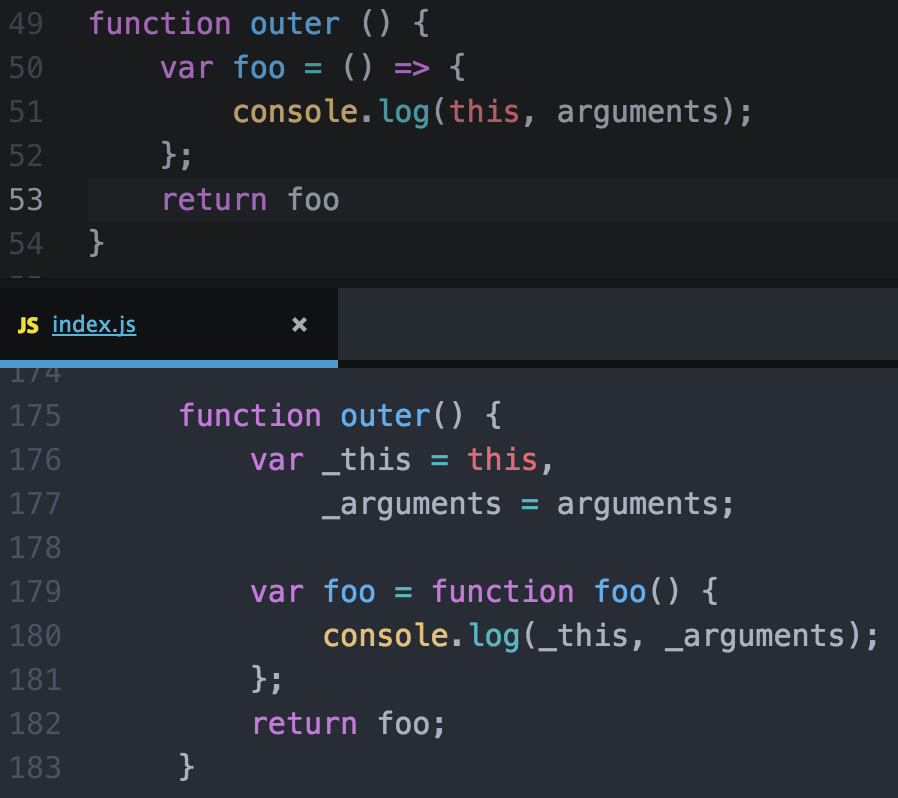 49 function outer () {
50     var foo = () => {
51         console.log(this, arguments);
52     };
53     return foo
54 }
JS index.js ×
174
175     function outer() {
176         var _this = this,
177             _arguments = arguments;
178
179         var foo = function foo() {
180             console.log(_this, _arguments);
181         };
182         return foo;
183     }